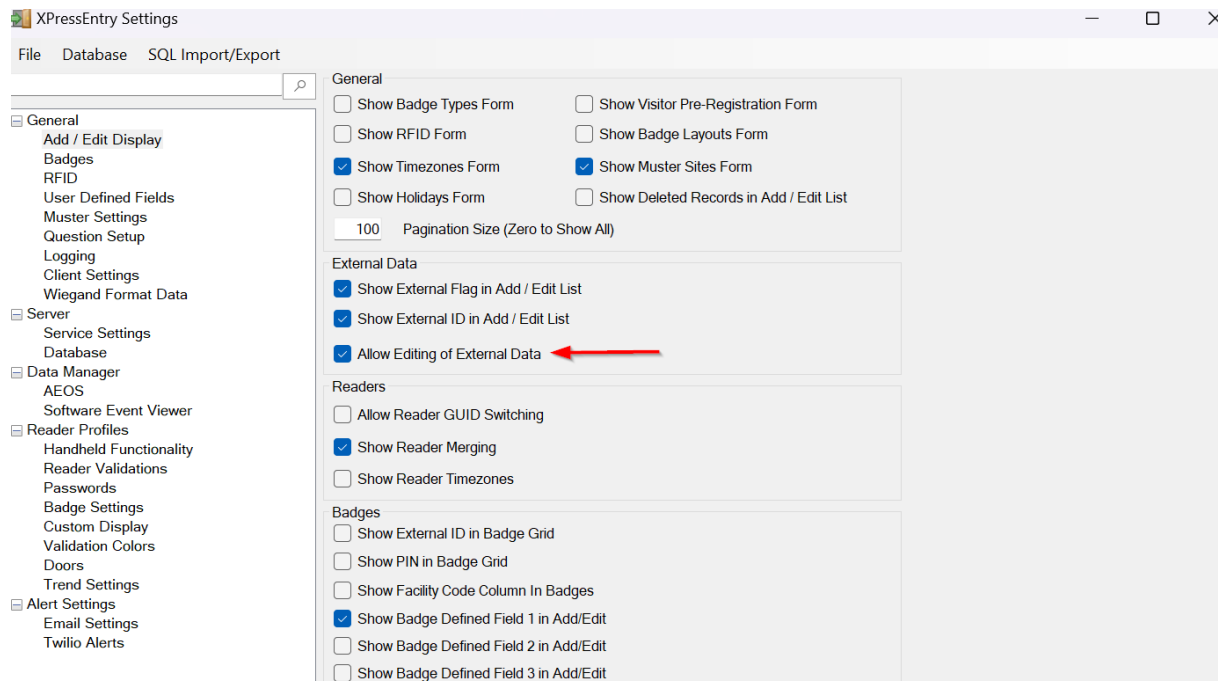 XPressEntry Settings
File Database SQL Import/Export
General
Add / Edit Display
Badges
RFID
User Defined Fields
Muster Settings
Question Setup
Logging
Client Settings
Wiegand Format Data
Server
Service Settings
Database
Data Manager
AEOS
Software Event Viewer
Reader Profiles
Handheld Functionality
Reader Validations
Passwords
Badge Settings
Custom Display
Validation Colors
Doors
Trend Settings
Alert Settings
Email Settings
Twilio Alerts
General
Show Badge Types Form Show Visitor Pre-Registration Form
Show RFID Form Show Badge Layouts Form
Show Timezones Form Show Muster Sites Form
Show Holidays Form Show Deleted Records in Add / Edit List
100 Pagination Size (Zero to Show All)
External Data
Show External Flag in Add / Edit List
Show External ID in Add / Edit List
Allow Editing of External Data
Readers
Allow Reader GUID Switching
Show Reader Merging
Show Reader Timezones
Badges
Show External ID in Badge Grid
Show PIN in Badge Grid
Show Facility Code Column In Badges
Show Badge Defined Field 1 in Add/Edit
Show Badge Defined Field 2 in Add/Edit
Show Badge Defined Field 3 in Add/Edit